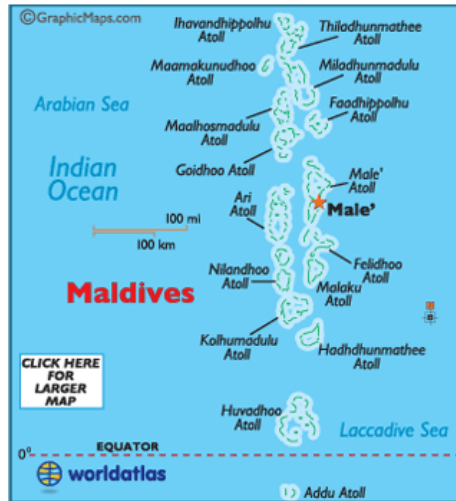 ©GraphicMaps.com
Ihavandhippolhu
Atoll
Thiladhunmathee
Atoll
Maamakunudhoo
Atoll
Miladhunmadulu
Atoll
Arabian Sea
Faadhippolhu
Atoll
Maalhosmadulu
Atoll
Goidhoo Atoll
Indian
Ocean
Male'
Atoll
Ari
Atoll
Male'
100 mi
100 km
Felidhoo
Atoll
Nilandhoo
Atoll
Malaku
Atoll
Maldives
Kolhumadulu
Atoll
Hadhdhunmathee
Atoll
CLICK HERE
FOR
LARGER
MAP
Huvadhoo
Atoll
Laccadive Sea
EQUATOR
0°
worldatlas
Addu Atoll